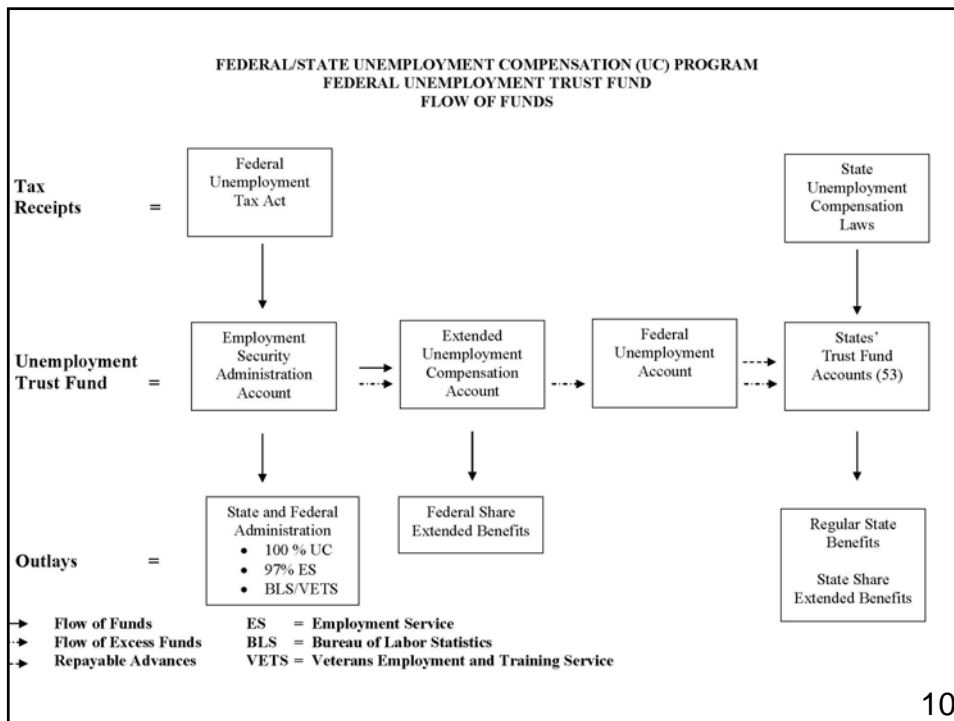 FEDERAL/STATE UNEMPLOYMENT COMPENSATION (UC) PROGRAM
FEDERAL UNEMPLOYMENT TRUST FUND
FLOW OF FUNDS
Tax
Receipts =
Federal
Unemployment
Tax Act
State
Unemployment
Compensation
Laws
Unemployment
Trust Fund =
Employment
Security
Administration
Account
Extended
Unemployment
Compensation
Account
Federal
Unemployment
Account
States’
Trust Fund
Accounts (53)
Outlays =
State and Federal
Administration
• 100 % UC
• 97% ES
• BLS/VETS
Federal Share
Extended Benefits
Regular State
Benefits
State Share
Extended Benefits
Flow of Funds ES = Employment Service
Flow of Excess Funds BLS = Bureau of Labor Statistics
Repayable Advances VETS = Veterans Employment and Training Service
10